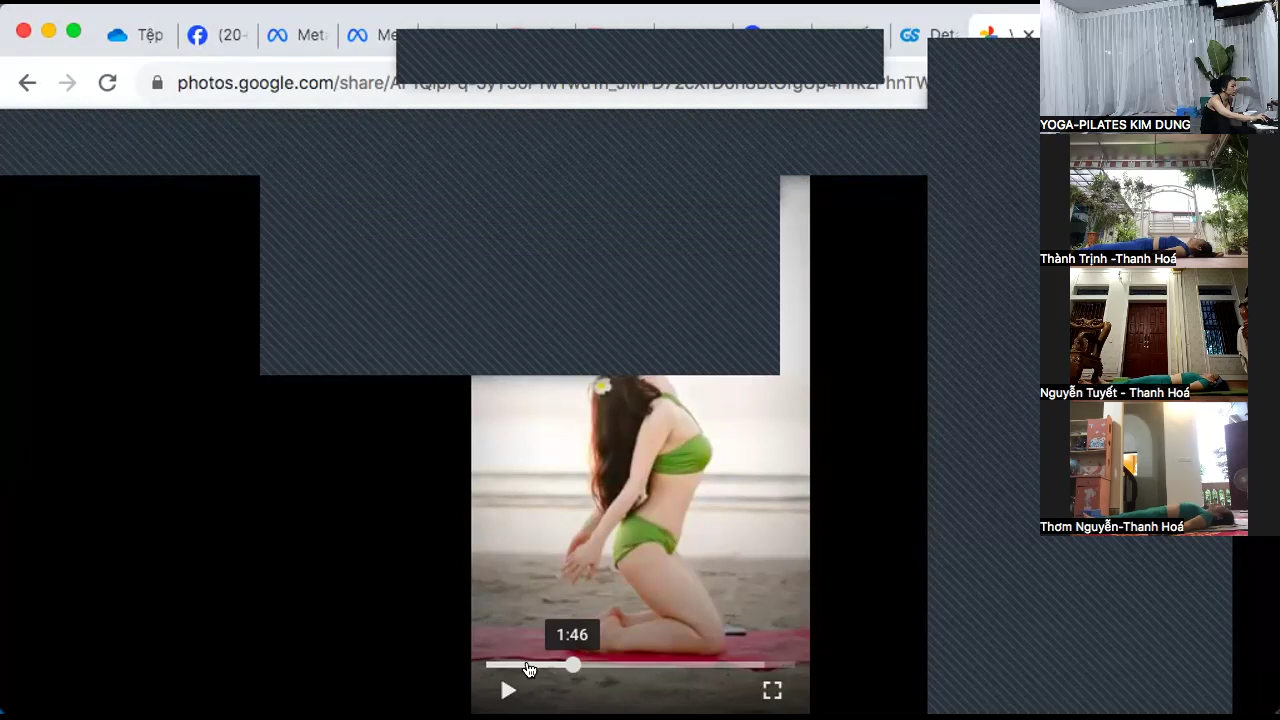 Tệp
(20
Met
Me
Det
photos.google.com/share/
YOGA-PILATES KIM DUNG
Thành Trịnh -Thanh Hoá
Nguyễn Tuyết - Thanh Hoá
Thơm Nguyễn-Thanh Hoá
1:46